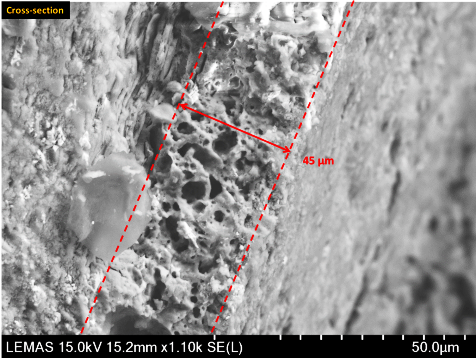 Cross-section
45 μm
LEMAS 15.0kV 15.2mm x1.10k SE(L)
50.0μm